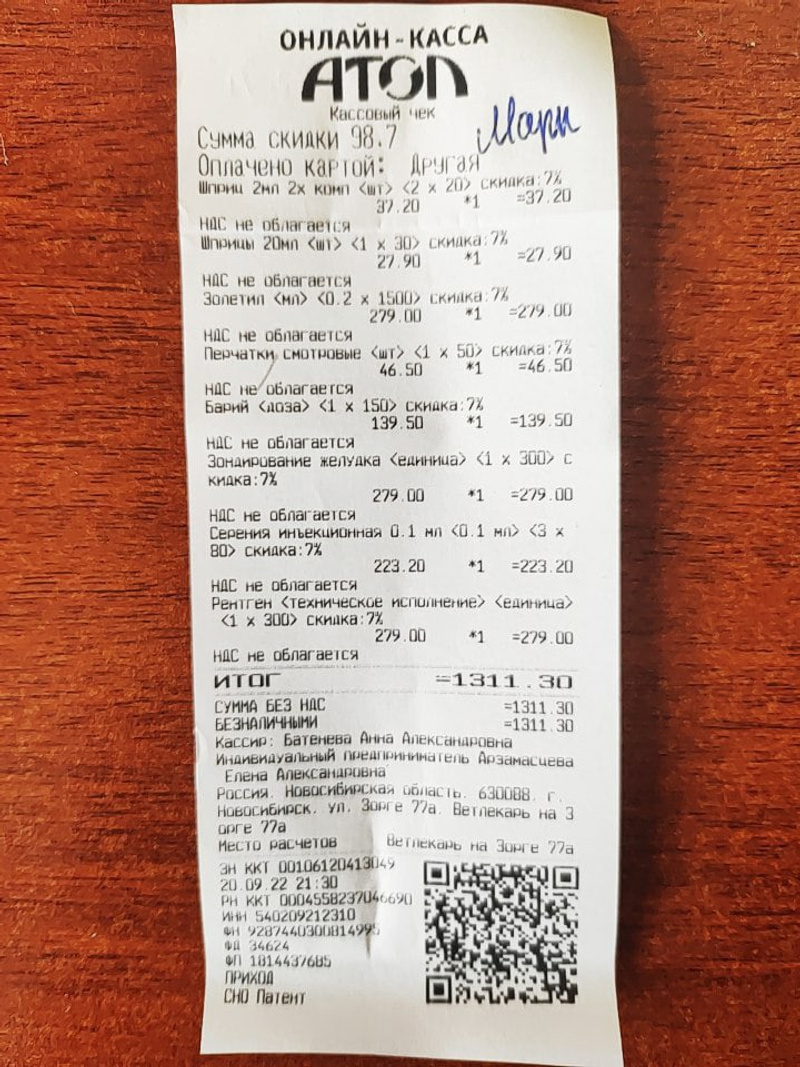 ОНЛАЙН-КАССА
АТОЛ
Кассовый чек
Мари
Сумма скидки 98.7
Оплачено картой: Другая
Шприц 2мл 2х комп <шт> <2 x 20> скидка:7%
37.20 *1 =37.20
НДС не облагается
Шприцы 20мл <шт> <1 x 30> скидка:7%
27.90 *1 =27.90
НДС не облагается
Золетил <мл> <0.2 x 1500> скидка:7%
279.00 *1 =279.00
НДС не облагается
Перчатки смотровые <шт> <1 x 50> скидка:7%
46.50 *1 =46.50
НДС не облагается
Барий <доза> <1 x 150> скидка:7%
139.50 *1 =139.50
НДС не облагается
Зондирование желудка <единица> <1 x 300> с
кидка:7%
279.00 *1 =279.00
НДС не облагается
Серения инъекционная 0.1 мл <0.1 мл> <3 x
80> скидка:7%
223.20 *1 =223.20
НДС не облагается
Рентген <техническое исполнение> <единица>
<1 x 300> скидка:7%
279.00 *1 =279.00
НДС не облагается
ИТОГ =1311.30
СУММА БЕЗ НДС =1311.30
БЕЗНАЛИЧНЫМИ =1311.30
Кассир: Батенева Анна Александровна
Индивидуальный предприниматель Арзамасцева
Елена Александровна
Россия, Новосибирская область, 630088, г.
Новосибирск, ул. Зорге 77а, Ветлекарь на З
орге 77а
Место расчетов Ветлекарь на Зорге 77а
ЗН ККТ 00106120413049
20.09.22 21:30
РН ККТ 0004558237046690
ИНН 540209212310
ФН 9287440300814995
ФД 34624
ФП 1814437685
ПРИХОД
СНО Патент